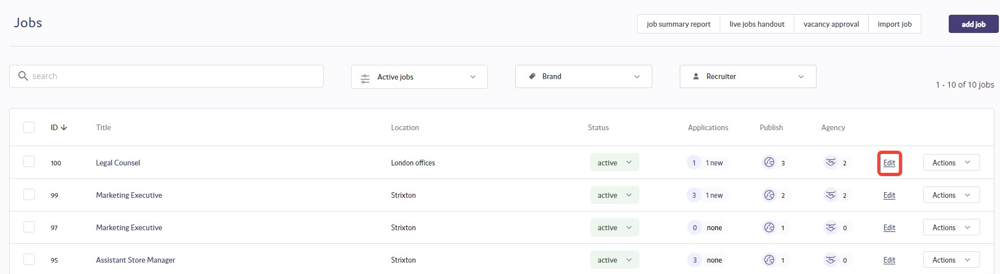 Jobs
job summary report live jobs handout vacancy approval import job add job
search Active jobs Brand Recruiter
1 - 10 of 10 jobs
ID Title Location Status Applications Publish Agency
100 Legal Counsel London offices active 1 1 new 3 2 Edit Actions
99 Marketing Executive Strixton active 3 1 new 2 2 Edit Actions
97 Marketing Executive Strixton active 0 none 1 0 Edit Actions
95 Assistant Store Manager Strixton active 3 none 1 0 Edit Actions